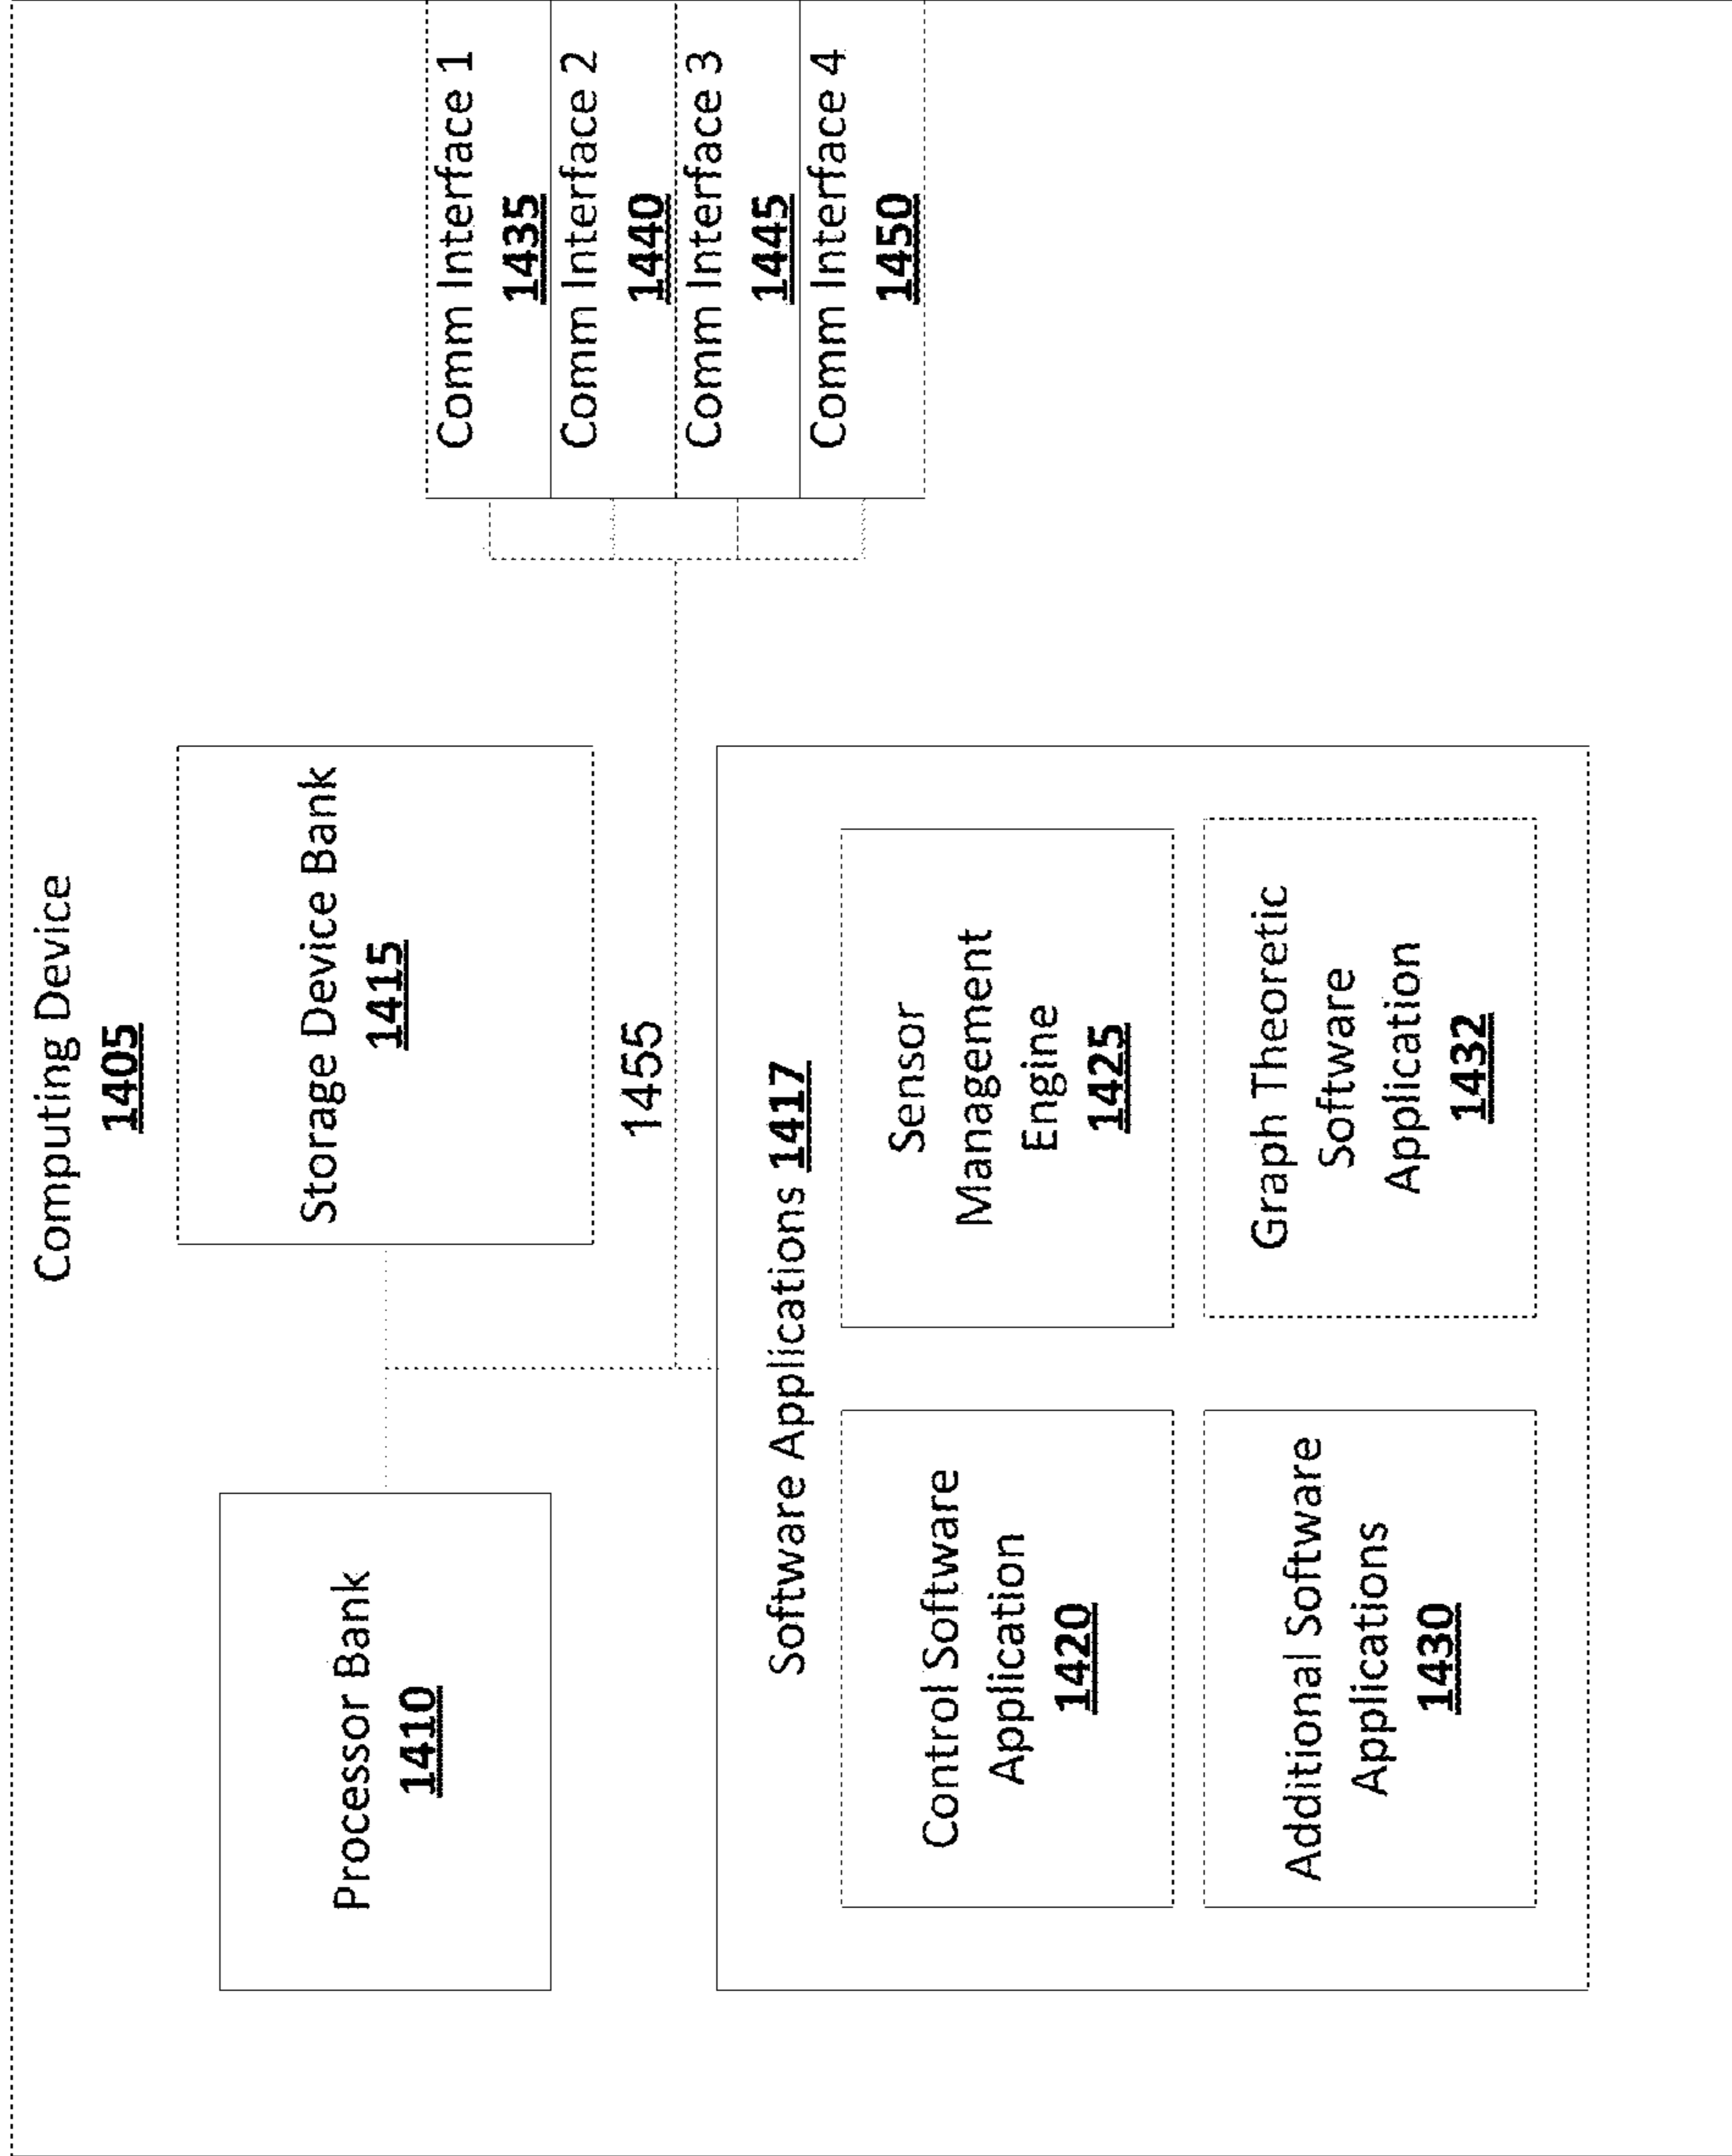 Computing Device
1405
Processor Bank
1410
Storage Device Bank
1415
1455
Comm Interface 1
1435
Comm Interface 2
1440
Comm Interface 3
1445
Comm Interface 4
1450
Software Applications 1417
Control Software
Application
1420
Sensor
Management
Engine
1425
Additional Software
Applications
1430
Graph Theoretic
Software
Application
1432